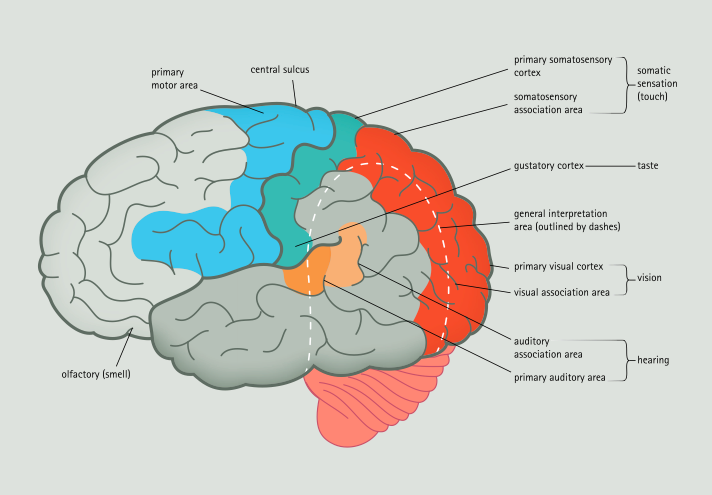 primary
motor area
central sulcus
primary somatosensory
cortex
somatosensory
association area
somatic
sensation
(touch)
gustatory cortex
taste
general interpretation
area (outlined by dashes)
primary visual cortex
visual association area
vision
auditory
association area
primary auditory area
hearing
olfactory (smell)